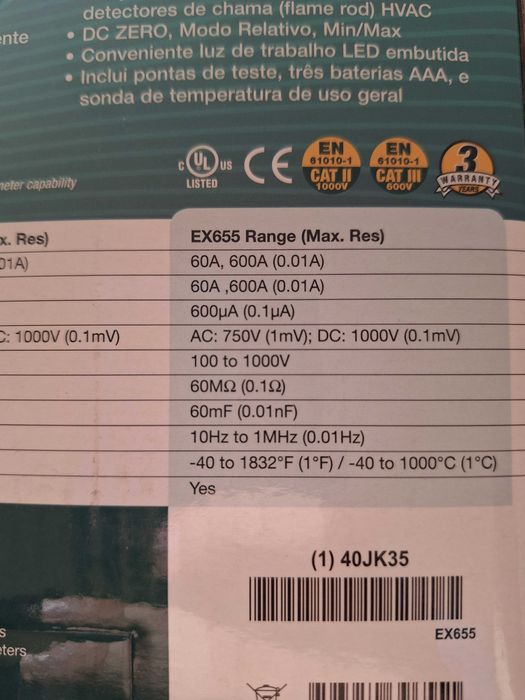 detectores de chama (flame rod) HVAC
ente
• DC ZERO, Modo Relativo, Min/Max
• Conveniente luz de trabalho LED embutida
• Inclui pontas de teste, três baterias AAA, e
sonda de temperatura de uso geral
C UL US
LISTED
CE
EN
61010-1
CAT II
1000V
EN
61010-1
CAT III
600V
3
WARRANTY
YEARS
meter capability
x. Res)
EX655 Range (Max. Res)
01A)
60A, 600A (0.01A)
60A ,600A (0.01A)
600µA (0.1µA)
C: 1000V (0.1mV)
AC: 750V (1mV); DC: 1000V (0.1mV)
100 to 1000V
60MΩ (0.1Ω)
60mF (0.01nF)
10Hz to 1MHz (0.01Hz)
-40 to 1832°F (1°F) / -40 to 1000°C (1°C)
Yes
(1) 40JK35
EX655
s
eters